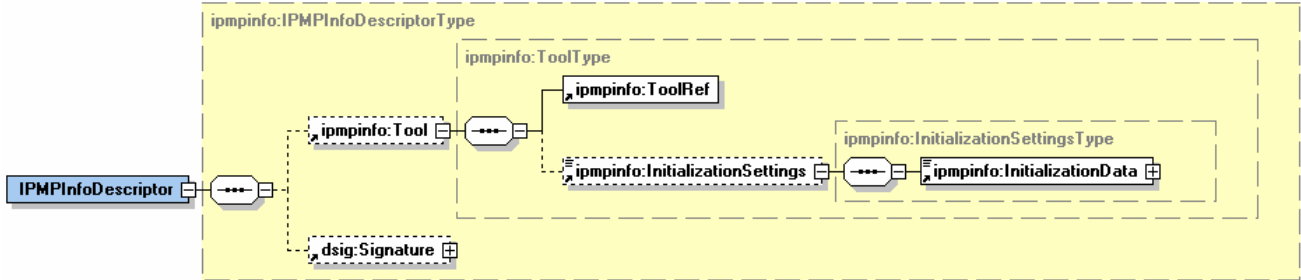 ipmpinfo:IPMPInfoDescriptorType
ipmpinfo:ToolType
ipmpinfo:ToolRef
ipmpinfo:Tool
ipmpinfo:InitializationSettingsType
ipmpinfo:InitializationSettings
ipmpinfo:InitializationData
IPMPInfoDescriptor
dsig:Signature